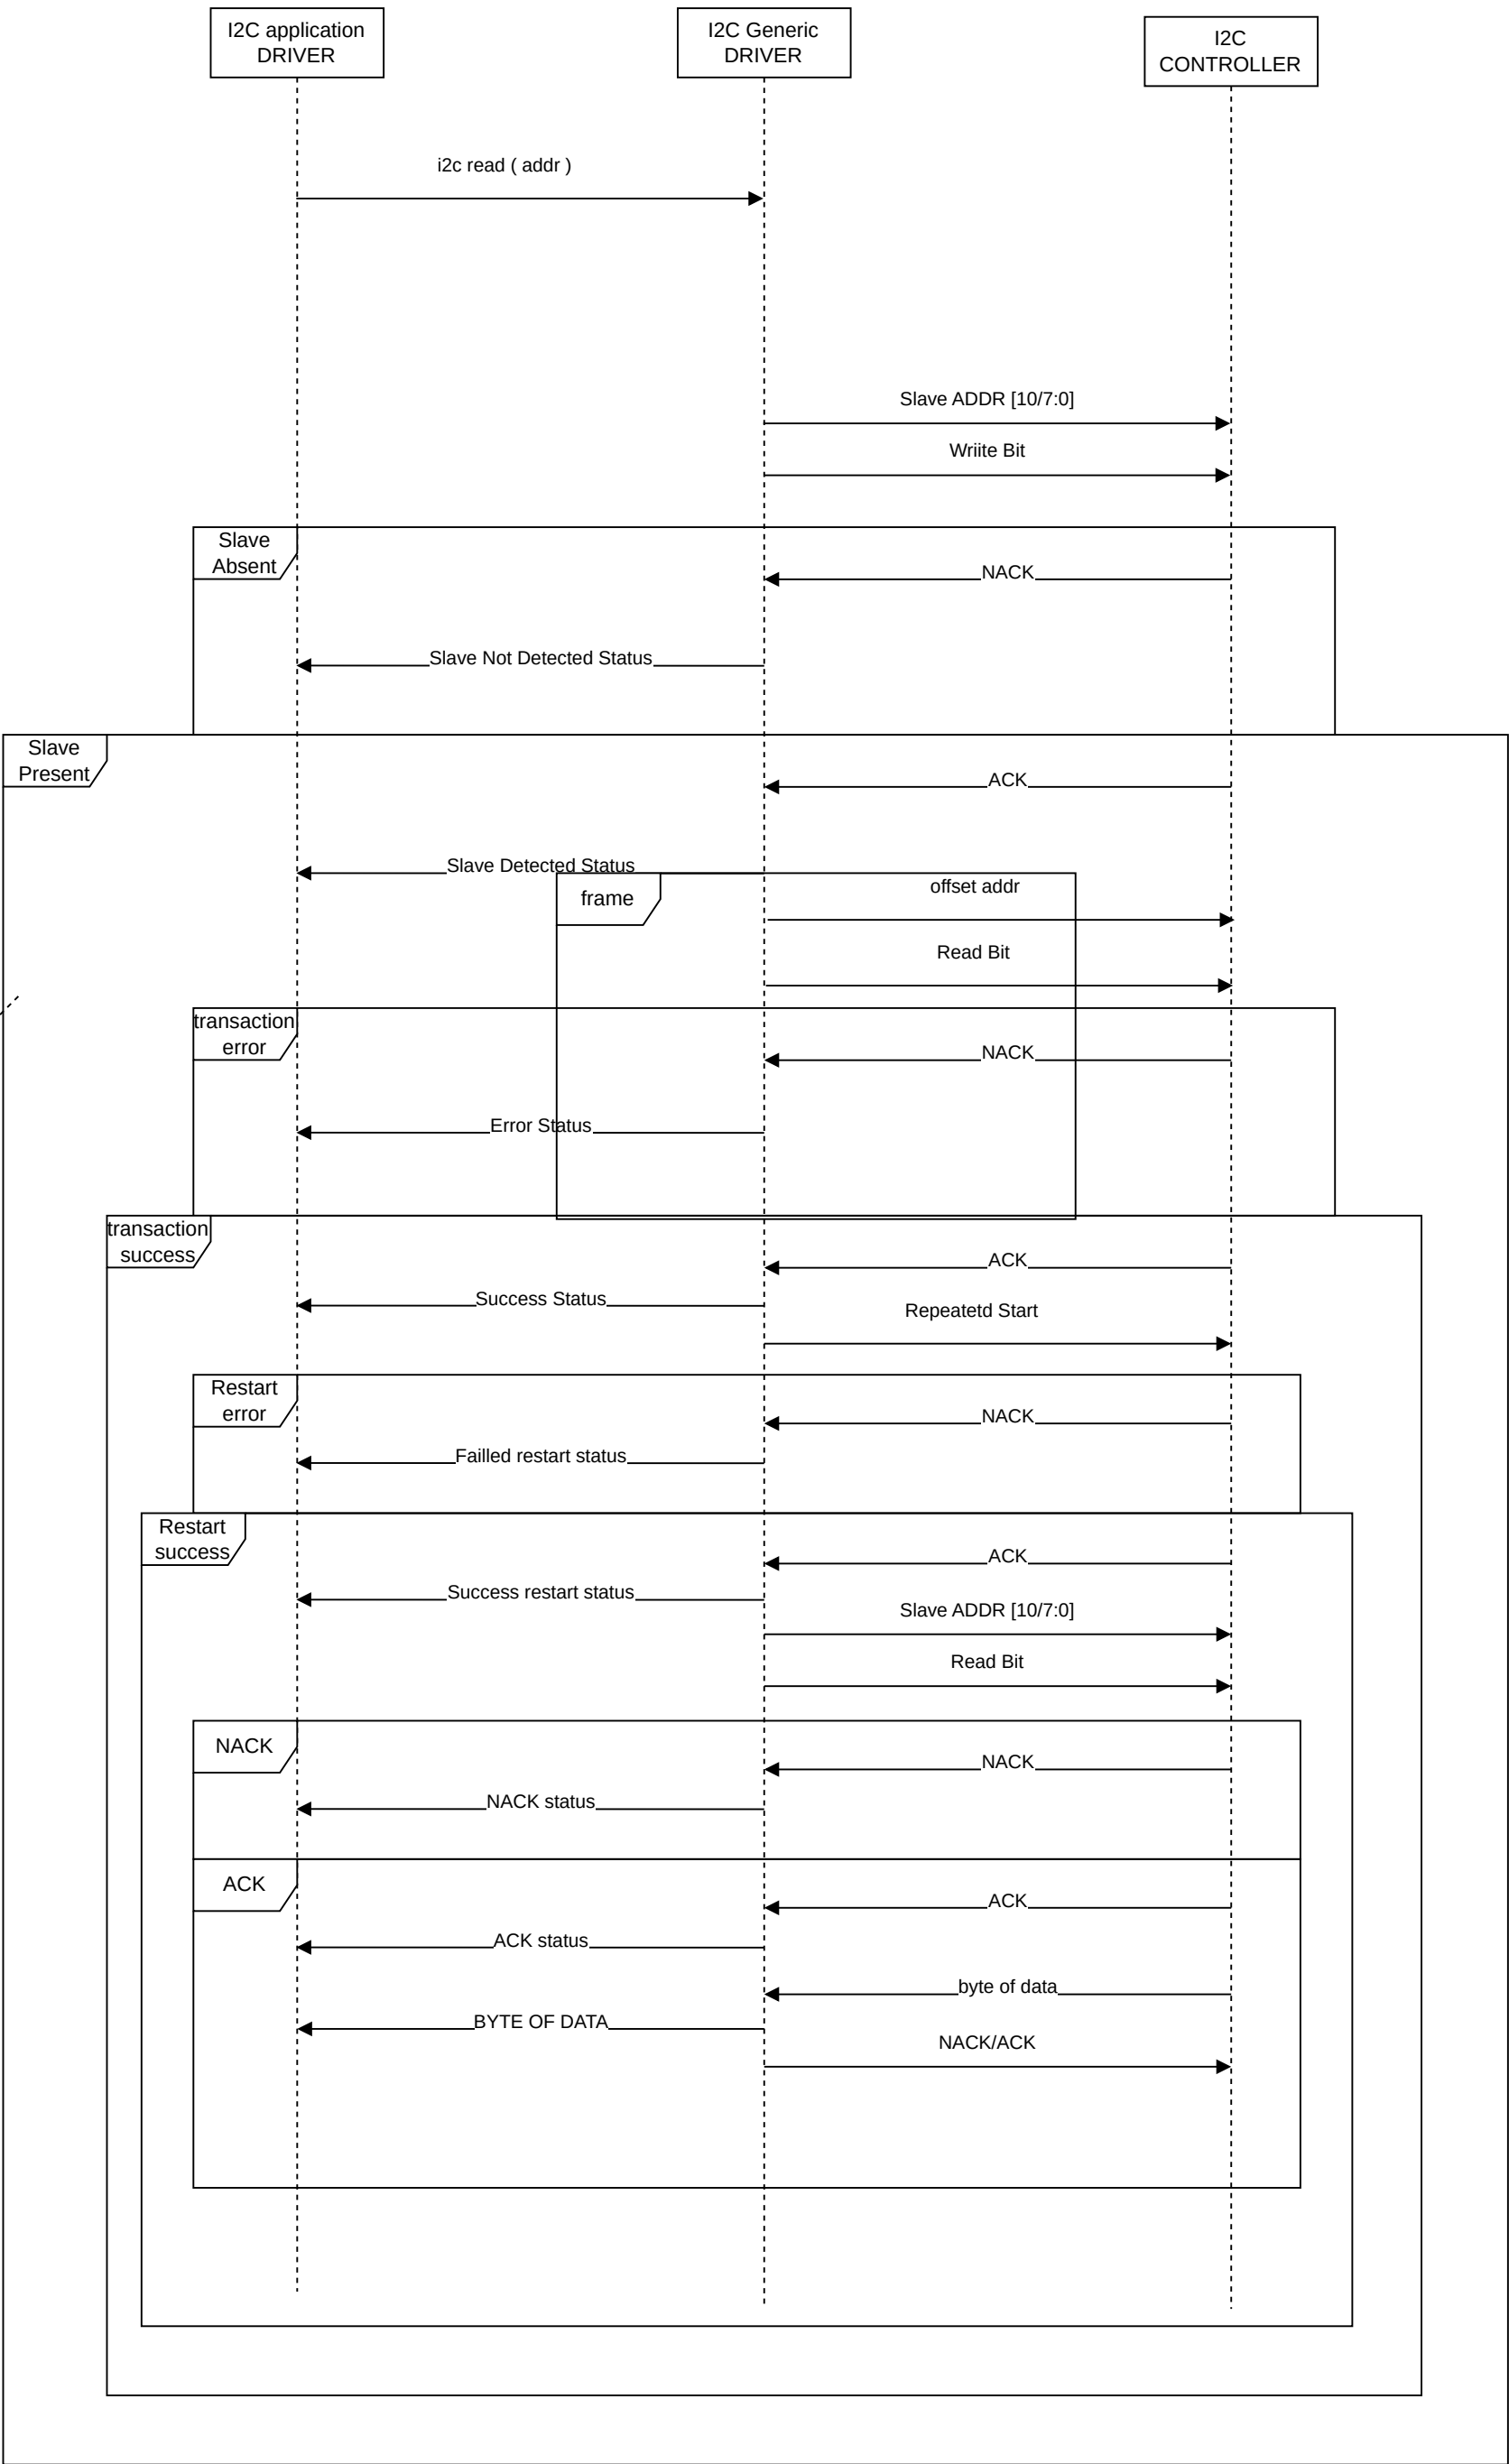 I2C application
DRIVER
I2C Generic
DRIVER
I2C
CONTROLLER
i2c read ( addr )
Slave ADDR [10/7:0]
Wriite Bit
Slave
Absent
NACK
Slave Not Detected Status
Slave
Present
ACK
Slave Detected Status
frame
offset addr
Read Bit
transaction
error
NACK
Error Status
transaction
success
ACK
Success Status
Repeatetd Start
Restart
error
NACK
Failled restart status
Restart
success
ACK
Success restart status
Slave ADDR [10/7:0]
Read Bit
NACK
NACK
NACK status
ACK
ACK
ACK status
byte of data
BYTE OF DATA
NACK/ACK